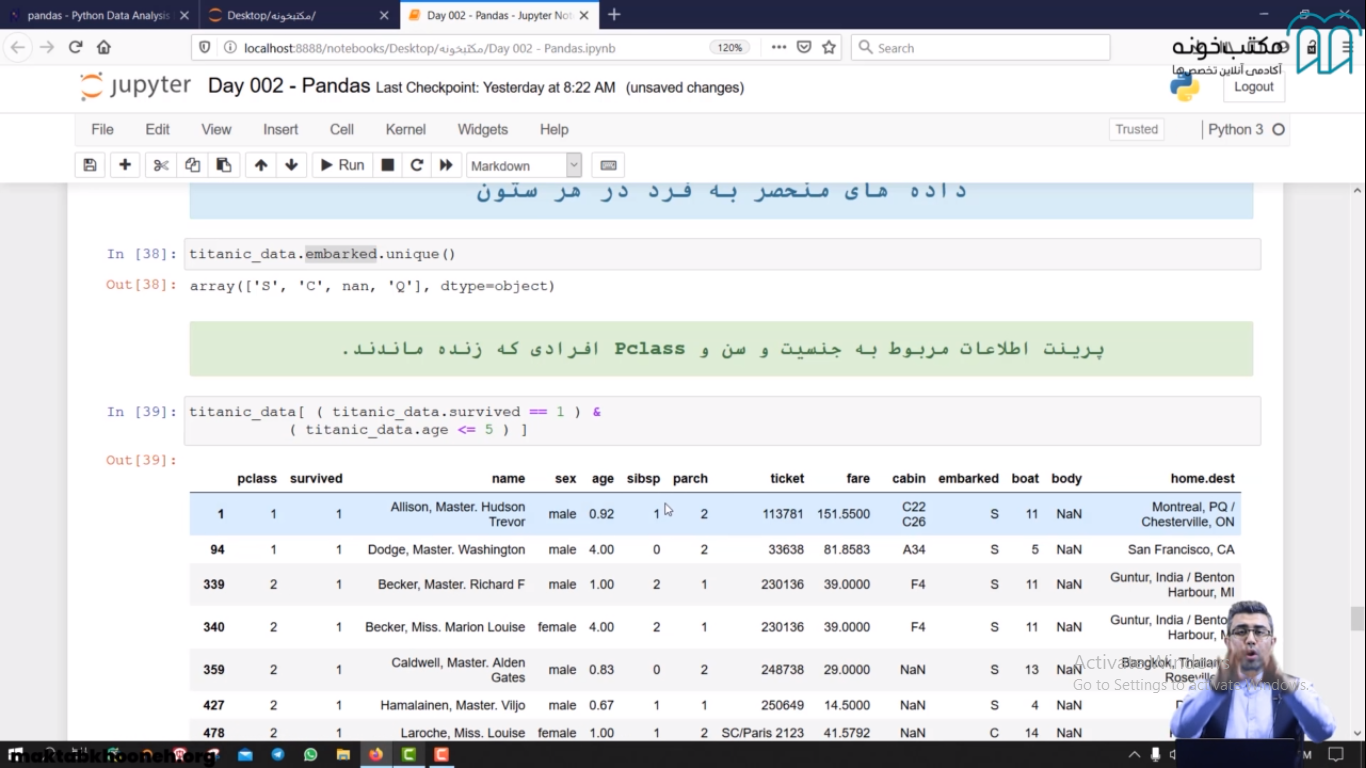 pandas - Python Data Analysis
Desktop/مکتبخونه/
Day 002 - Pandas - Jupyter Not
localhost:8888/notebooks/Desktop/مکتبخونه/Day 002 - Pandas.ipynb
120%
Search
مکتب‌خونه
آکادمی آنلاین تخصص‌ها
jupyter
Day 002 - Pandas Last Checkpoint: Yesterday at 8:22 AM (unsaved changes)
Logout
File Edit View Insert Cell Kernel Widgets Help
Trusted
Python 3
Run
Markdown
داده های منحصر به فرد در هر ستون
In [38]: titanic_data.embarked.unique()
Out[38]: array(['S', 'C', nan, 'Q'], dtype=object)
پرینت اطلاعات مربوط به جنسیت و سن و Pclass افرادی که زنده ماندند.
In [39]: titanic_data[ ( titanic_data.survived == 1 ) &
( titanic_data.age <= 5 ) ]
Out[39]:
pclass survived name sex age sibsp parch ticket fare cabin embarked boat body home.dest
1 1 1 Allison, Master. Hudson Trevor male 0.92 1 2 113781 151.5500 C22 C26 S 11 NaN Montreal, PQ / Chesterville, ON
94 1 1 Dodge, Master. Washington male 4.00 0 2 33638 81.8583 A34 S 5 NaN San Francisco, CA
339 2 1 Becker, Master. Richard F male 1.00 2 1 230136 39.0000 F4 S 11 NaN Guntur, India / Benton Harbour, MI
340 2 1 Becker, Miss. Marion Louise female 4.00 2 1 230136 39.0000 F4 S 11 NaN Guntur, India / Benton Harbour,
359 2 1 Caldwell, Master. Alden Gates male 0.83 0 2 248738 29.0000 NaN S 13 NaN Bangkok, Thailand
427 2 1 Hamalainen, Master. Viljo male 0.67 1 1 250649 14.5000 NaN S 4 NaN
478 2 1 Laroche, Miss. Louise female 1.00 1 2 SC/Paris 2123 41.5792 NaN C 14 NaN
Activate Windows
Go to Settings to activate Windows.
maktabkhooneh.org